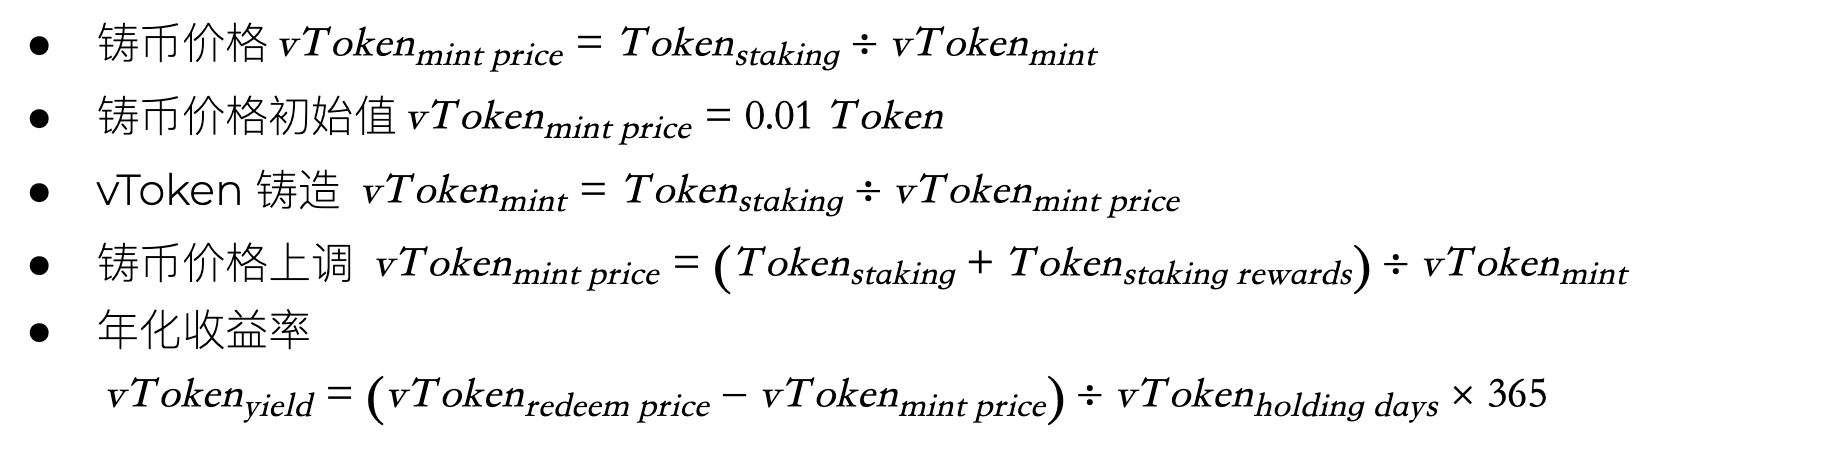 ● 铸币价格 vToken_mint price = Token_staking ÷ vToken_mint
● 铸币价格初始值 vToken_mint price = 0.01 Token
● vToken 铸造 vToken_mint = Token_staking ÷ vToken_mint price
● 铸币价格上调 vToken_mint price = (Token_staking + Token_staking rewards) ÷ vToken_mint
● 年化收益率
vToken_yield = (vToken_redeem price − vToken_mint price) ÷ vToken_holding days × 365